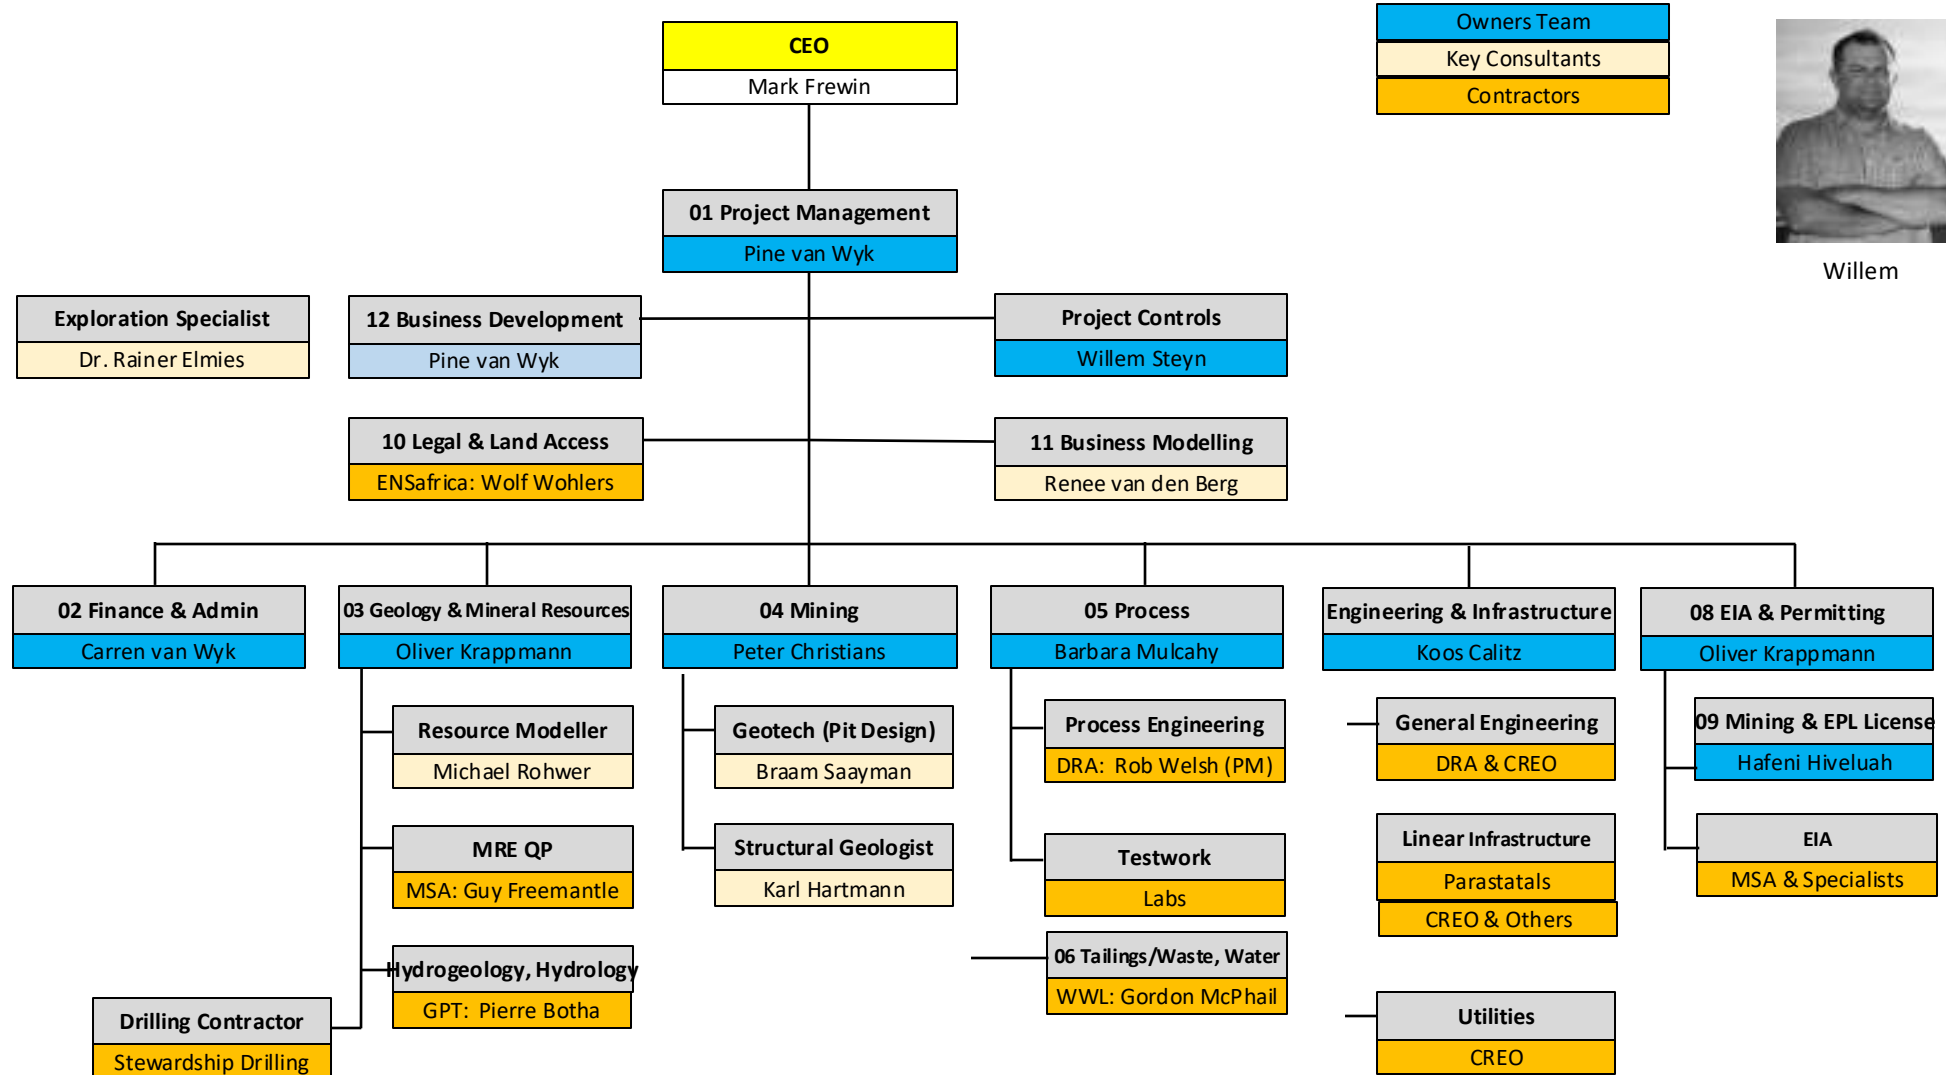 CEO
Mark Frewin
Owners Team
Key Consultants
Contractors
Willem
01 Project Management
Pine van Wyk
Exploration Specialist
Dr. Rainer Elmies
12 Business Development
Pine van Wyk
Project Controls
Willem Steyn
10 Legal & Land Access
ENSafrica: Wolf Wohlers
11 Business Modelling
Renee van den Berg
02 Finance & Admin
Carren van Wyk
03 Geology & Mineral Resources
Oliver Krappmann
04 Mining
Peter Christians
05 Process
Barbara Mulcahy
Engineering & Infrastructure
Koos Calitz
08 EIA & Permitting
Oliver Krappmann
Resource Modeller
Michael Rohwer
MRE QP
MSA: Guy Freemantle
Hydrogeology, Hydrology
GPT: Pierre Botha
Drilling Contractor
Stewardship Drilling
Geotech (Pit Design)
Braam Saayman
Structural Geologist
Karl Hartmann
Process Engineering
DRA: Rob Welsh (PM)
Testwork
Labs
06 Tailings/Waste, Water
WWL: Gordon McPhail
General Engineering
DRA & CREO
Linear Infrastructure
Parastatals
CREO & Others
Utilities
CREO
09 Mining & EPL License
Hafeni Hiveluah
EIA
MSA & Specialists